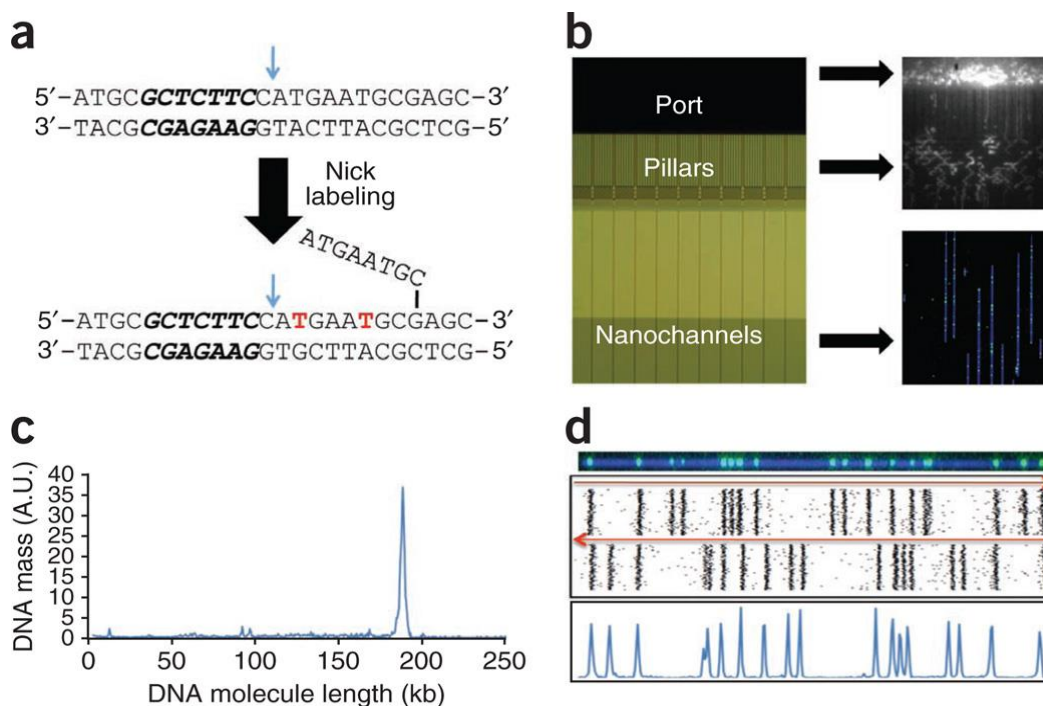 a
5′-ATGCGCTCTTCCATGAATGCGAGC-3′
3′-TACGCGAGAAGGTACTTACGCTCG-5′
Nick
labeling
ATGAATGC
5′-ATGCGCTCTTCCATGAATGCGAGC-3′
3′-TACGCGAGAAGGTGCTTACGCTCG-5′
b
Port
Pillars
Nanochannels
c
DNA mass (A.U.)
40
35
30
25
20
15
10
5
0
0 50 100 150 200 250
DNA molecule length (kb)
d